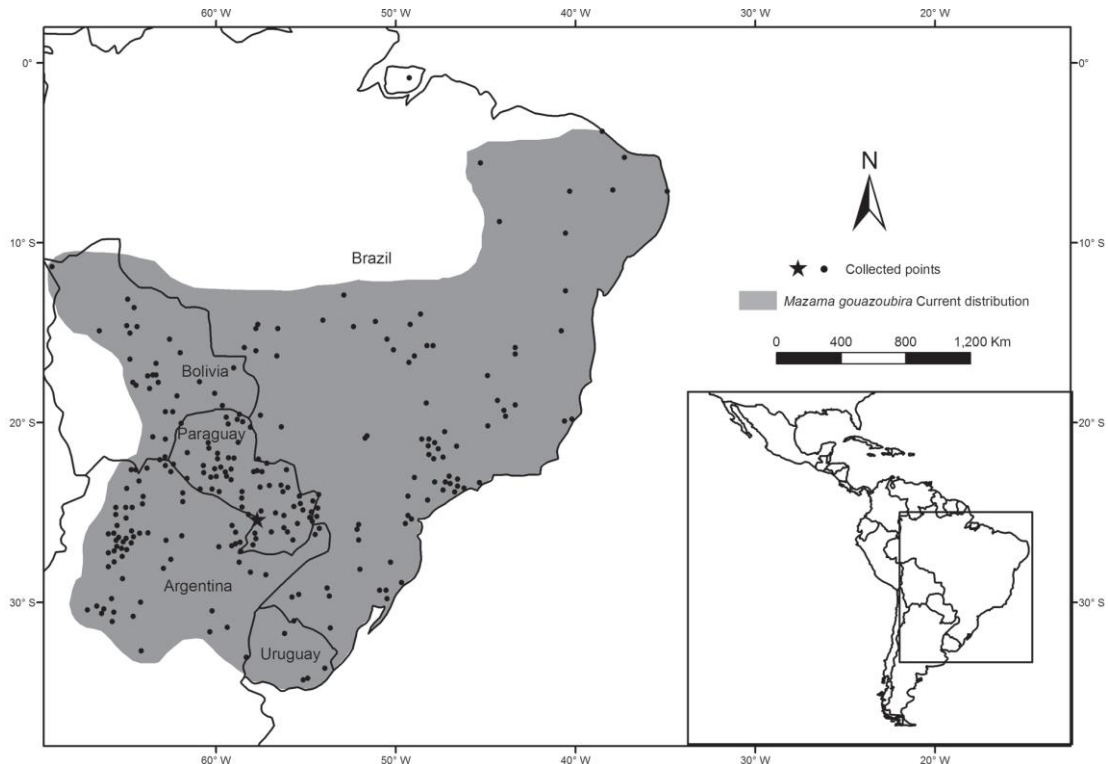 60° W 50° W 40° W 30° W 20° W
0° 0°
N
10° S 10° S
Brazil
Collected points
Mazama gouazoubira Current distribution
0 400 800 1,200 Km
Bolivia
20° S 20° S
Paraguay
Argentina
30° S 30° S
Uruguay
60° W 50° W 40° W 30° W 20° W